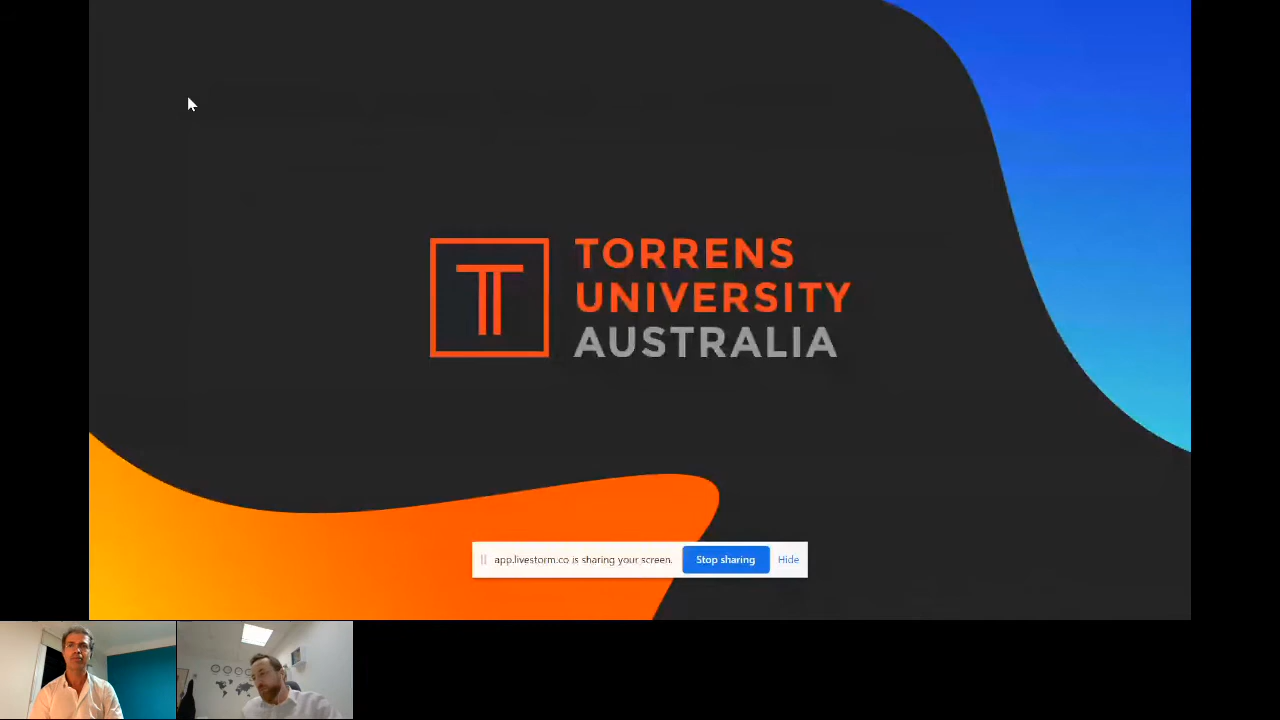 TORRENS
UNIVERSITY
AUSTRALIA
app.livestorm.co is sharing your screen. Stop sharing Hide